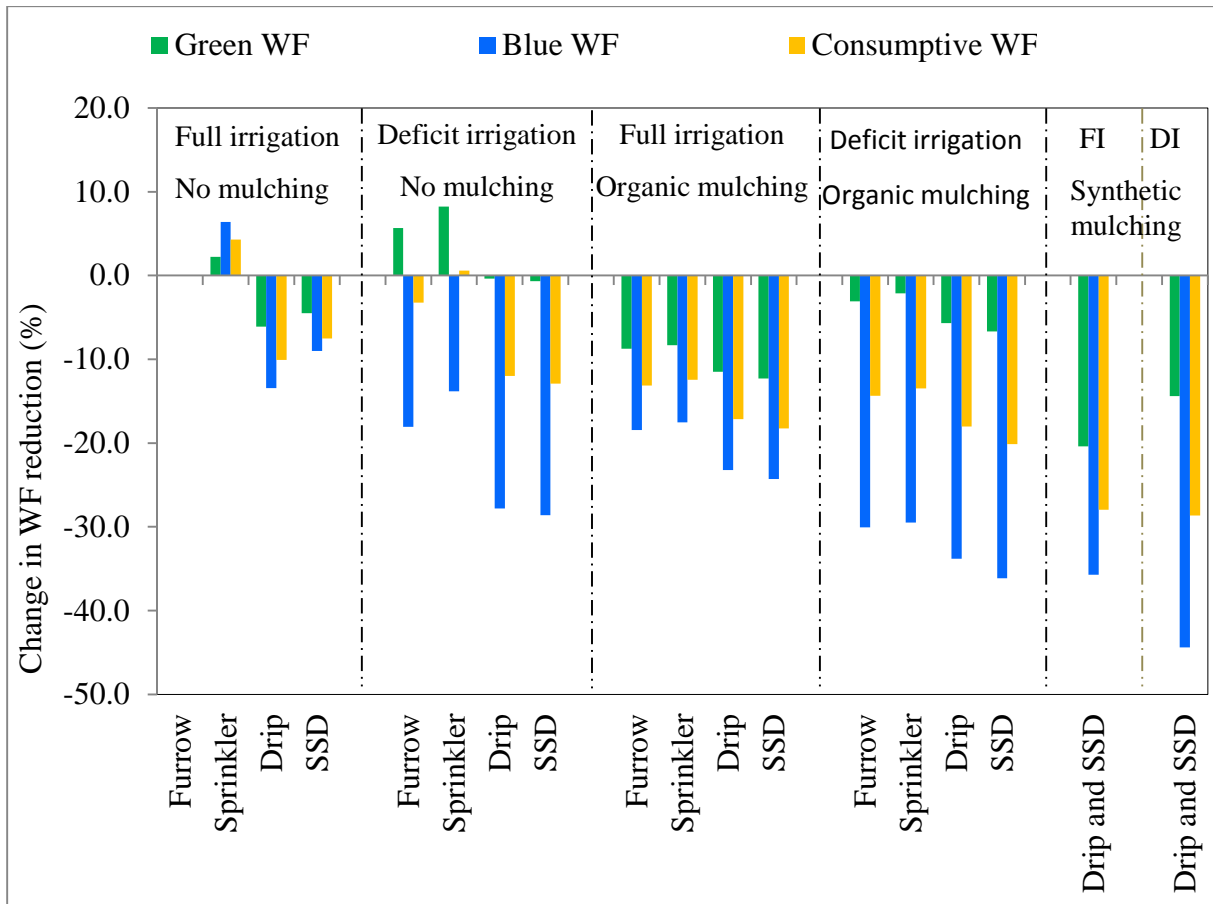 Green WF Blue WF Consumptive WF
Change in WF reduction (%)
20.0
10.0
0.0
-10.0
-20.0
-30.0
-40.0
-50.0
Full irrigation
No mulching
Deficit irrigation
No mulching
Full irrigation
Organic mulching
Deficit irrigation
Organic mulching
FI DI
Synthetic
mulching
Furrow
Sprinkler
Drip
SSD
Furrow
Sprinkler
Drip
SSD
Furrow
Sprinkler
Drip
SSD
Furrow
Sprinkler
Drip
SSD
Drip and SSD
Drip and SSD